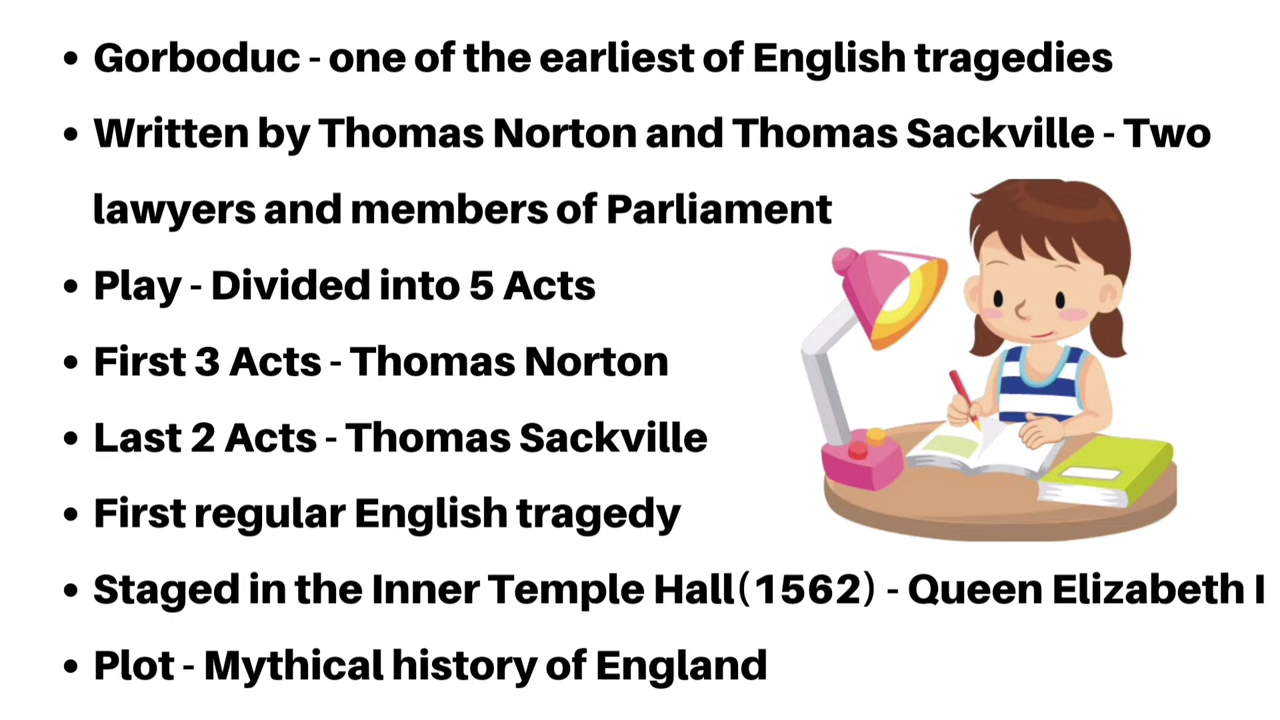 • Gorboduc - one of the earliest of English tragedies
• Written by Thomas Norton and Thomas Sackville - Two
lawyers and members of Parliament
• Play - Divided into 5 Acts
• First 3 Acts - Thomas Norton
• Last 2 Acts - Thomas Sackville
• First regular English tragedy
• Staged in the Inner Temple Hall(1562) - Queen Elizabeth I
• Plot - Mythical history of England